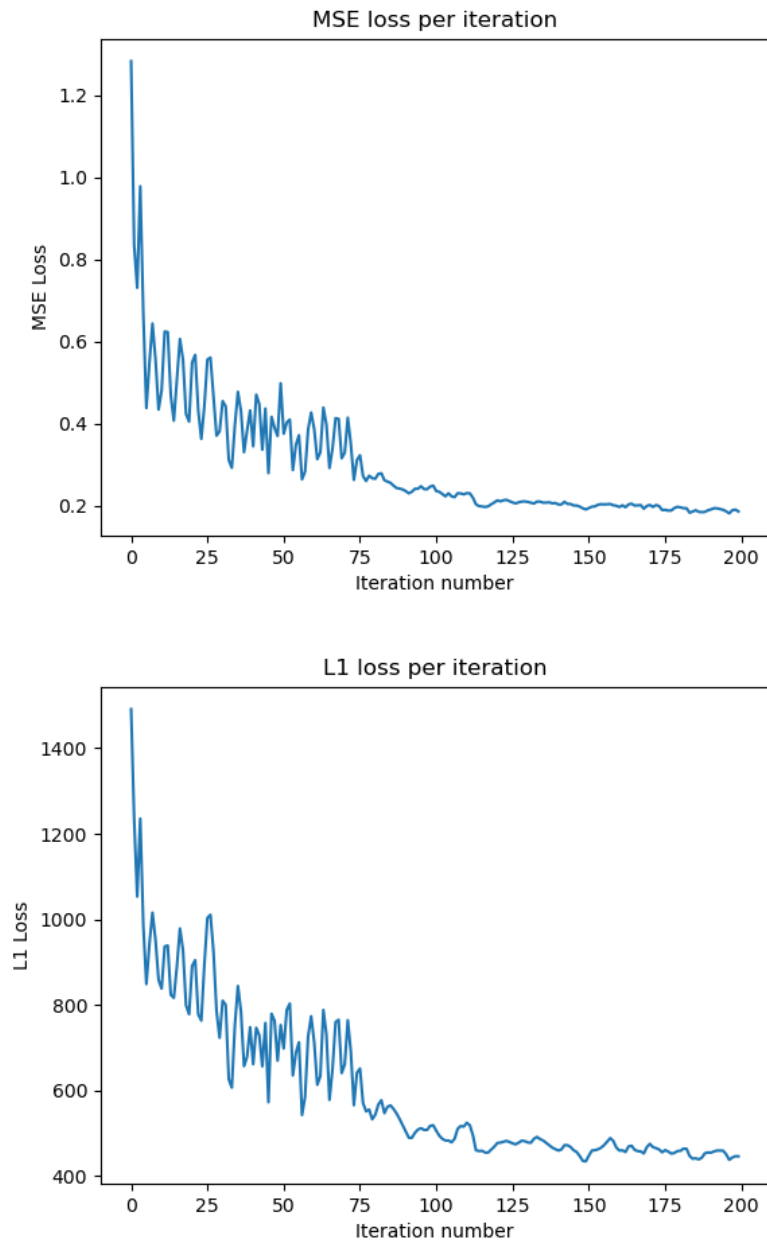 MSE loss per iteration
1.2
1.0
0.8
0.6
0.4
0.2
MSE Loss
0 25 50 75 100 125 150 175 200
Iteration number
L1 loss per iteration
1400
1200
1000
800
600
400
L1 Loss
0 25 50 75 100 125 150 175 200
Iteration number